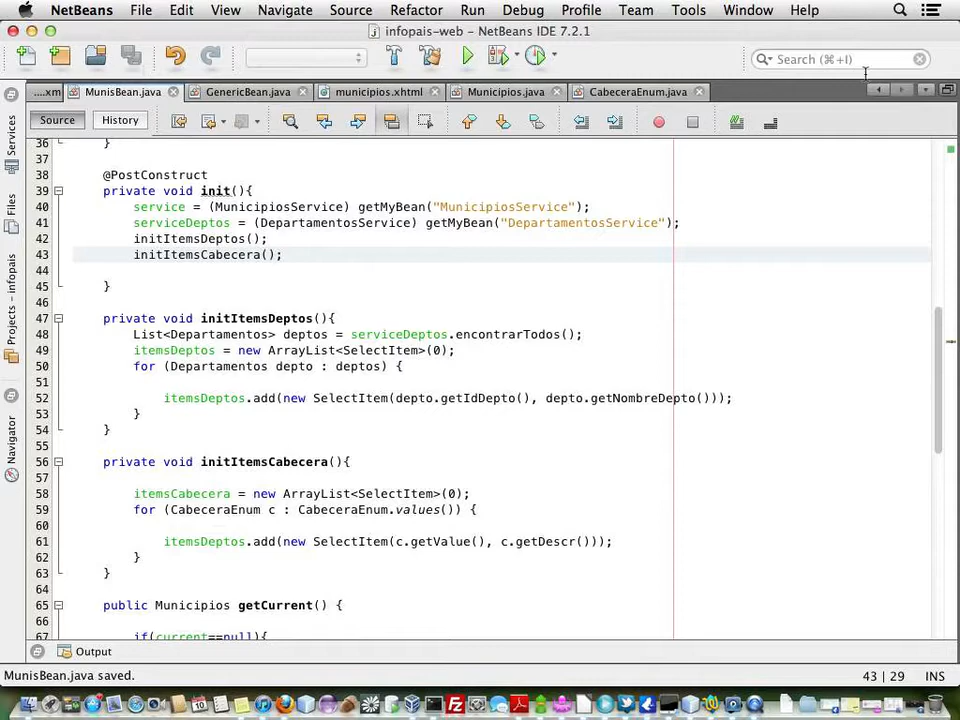 NetBeans File Edit View Navigate Source Refactor Run Debug Profile Team Tools Window Help
infopais-web - NetBeans IDE 7.2.1
Search (⌘+I)
....xm MunisBean.java GenericBean.java municipios.xhtml Municipios.java CabeceraEnum.java
Source History
Services
Files
Projects - infopais
Navigator
36 }
37
38 @PostConstruct
39 private void init(){
40 service = (MunicipiosService) getMyBean("MunicipiosService");
41 serviceDeptos = (DepartamentosService) getMyBean("DepartamentosService");
42 initItemsDeptos();
43 initItemsCabecera();
44
45 }
46
47 private void initItemsDeptos(){
48 List<Departamentos> deptos = serviceDeptos.encontrarTodos();
49 itemsDeptos = new ArrayList<SelectItem>(0);
50 for (Departamentos depto : deptos) {
51
52 itemsDeptos.add(new SelectItem(depto.getIdDepto(), depto.getNombreDepto()));
53 }
54 }
55
56 private void initItemsCabecera(){
57
58 itemsCabecera = new ArrayList<SelectItem>(0);
59 for (CabeceraEnum c : CabeceraEnum.values()) {
60
61 itemsDeptos.add(new SelectItem(c.getValue(), c.getDescr()));
62 }
63 }
64
65 public Municipios getCurrent() {
66
67 if(current==null){
Output
MunisBean.java saved. 43 | 29 INS